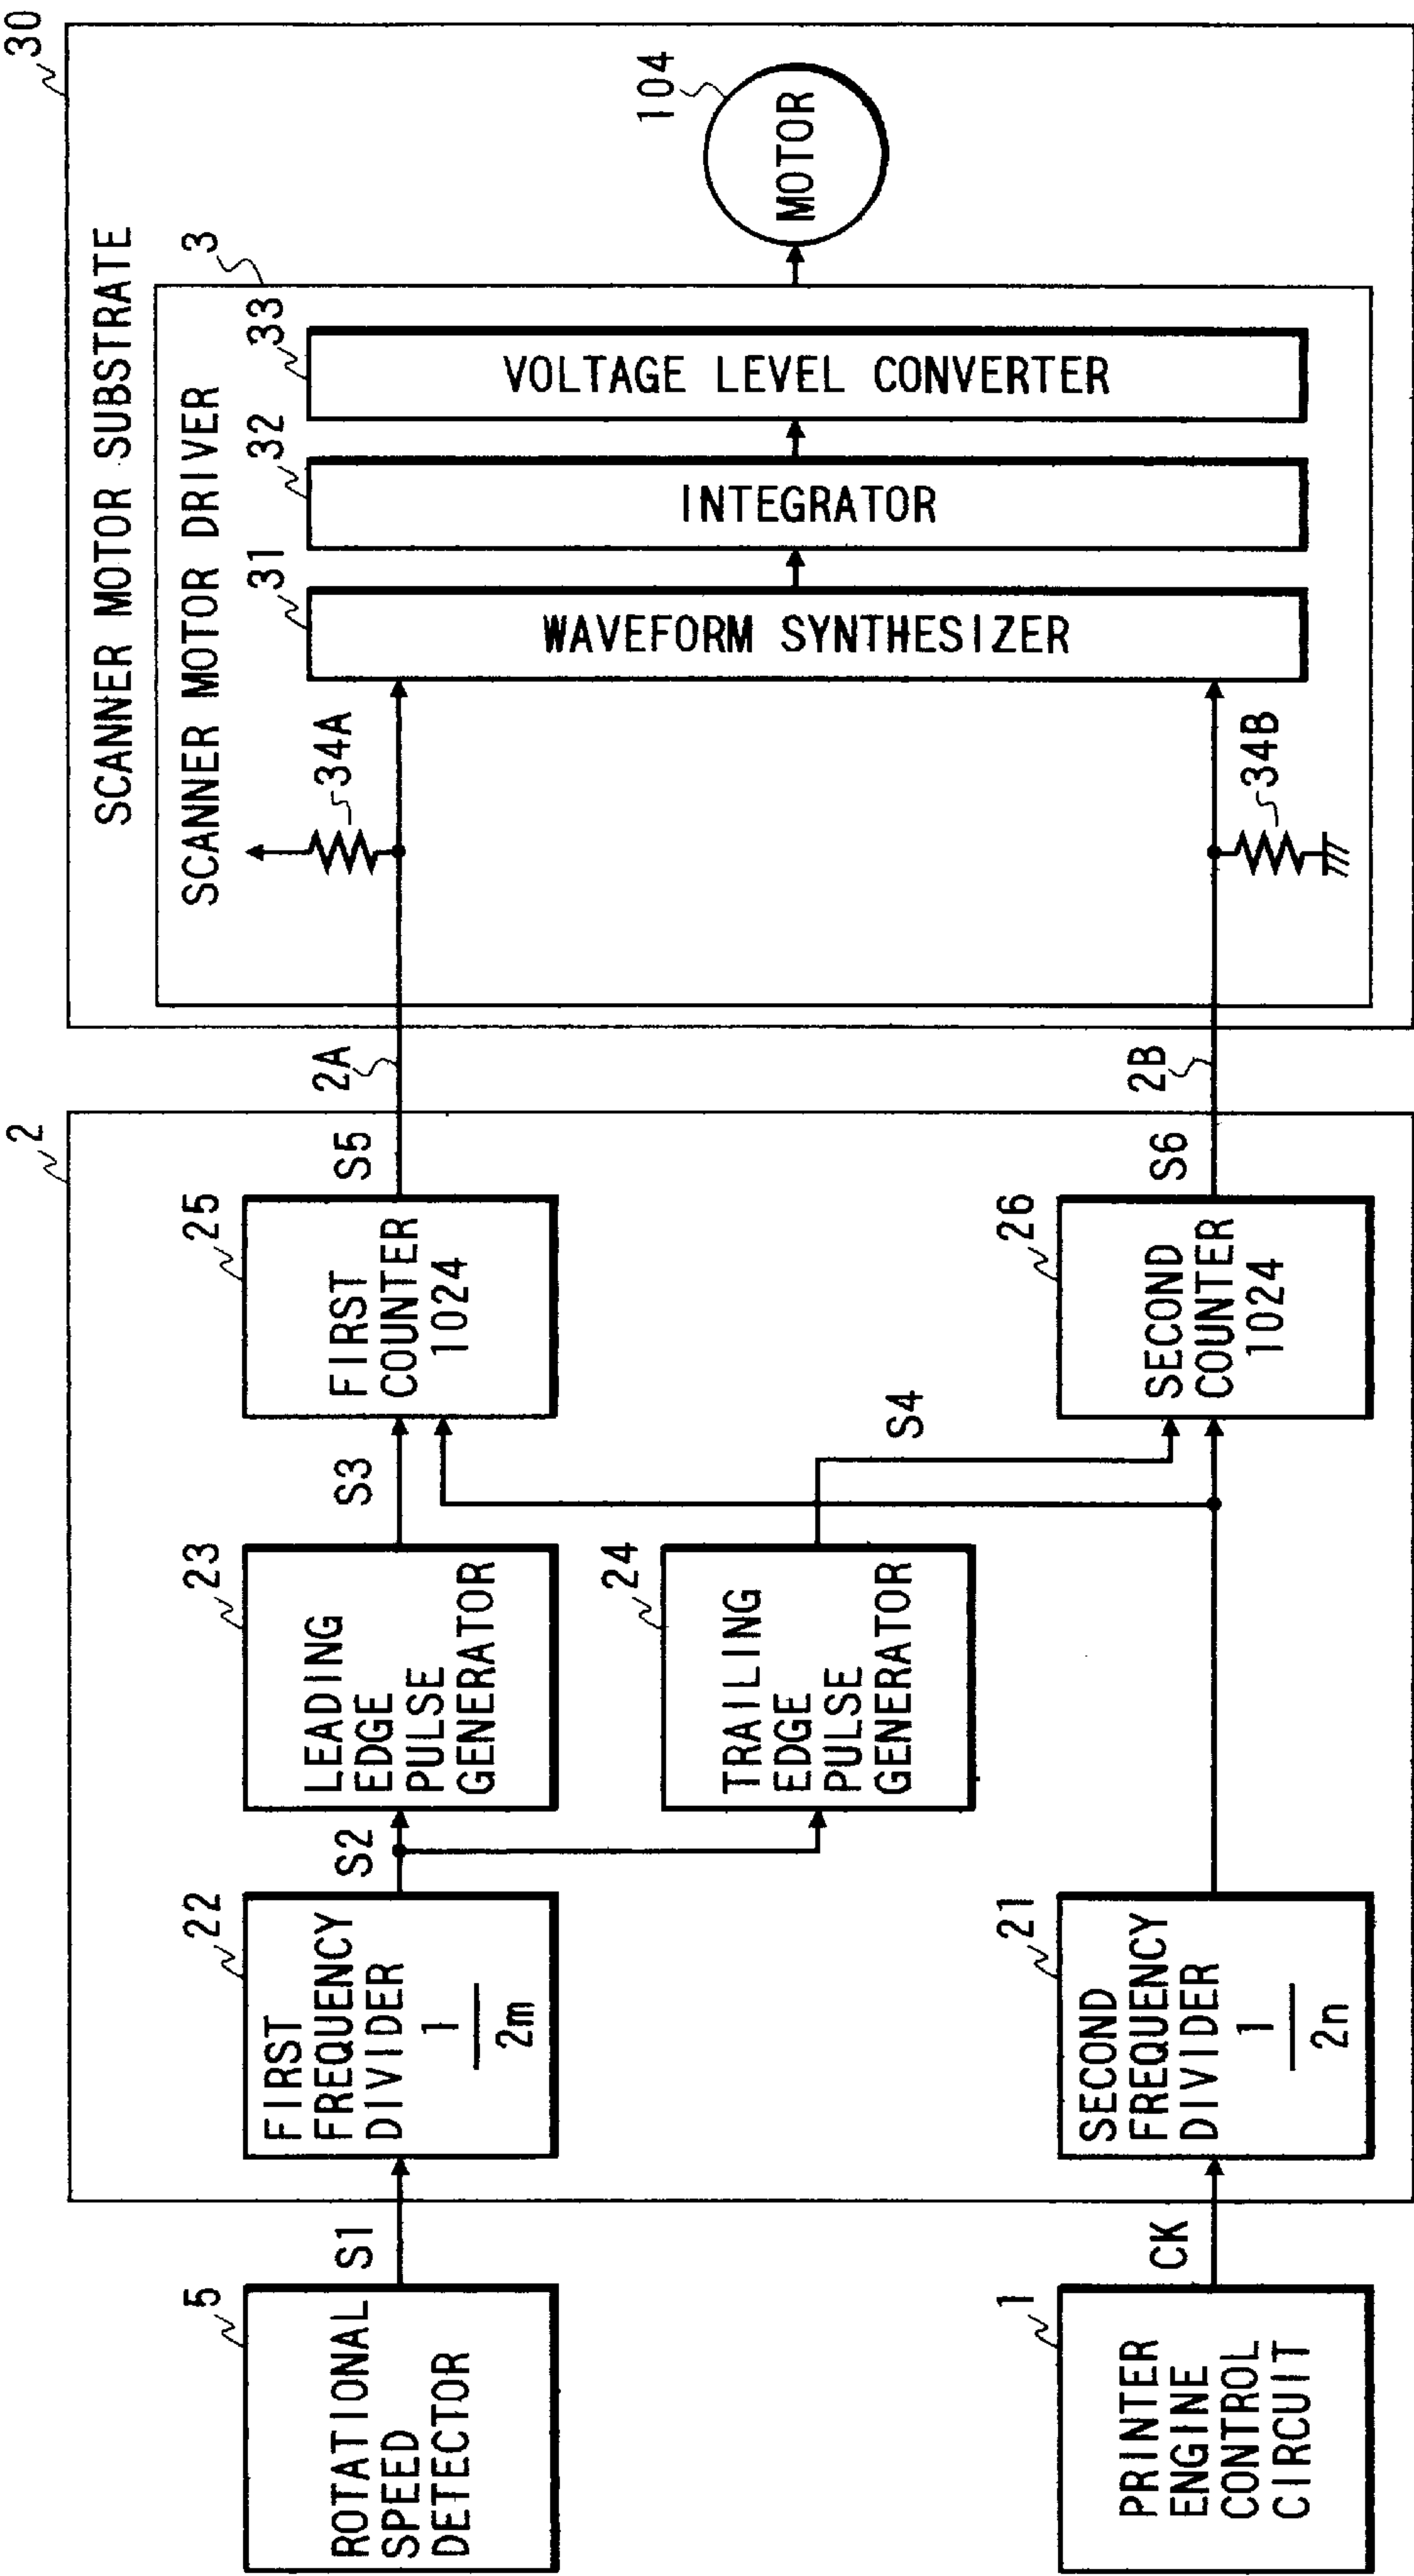 30
SCANNER MOTOR SUBSTRATE
SCANNER MOTOR DRIVER
3
104
MOTOR
33
VOLTAGE LEVEL CONVERTER
32
INTEGRATOR
31
WAVEFORM SYNTHESIZER
34A
34B
2A
2B
2
S5
S6
25
FIRST
COUNTER
1024
26
SECOND
COUNTER
1024
S3
S4
23
LEADING
EDGE
PULSE
GENERATOR
24
TRAILING
EDGE
PULSE
GENERATOR
S2
22
FIRST
FREQUENCY
DIVIDER
1
2m
21
SECOND
FREQUENCY
DIVIDER
1
2n
S1
CK
5
ROTATIONAL
SPEED
DETECTOR
1
PRINTER
ENGINE
CONTROL
CIRCUIT